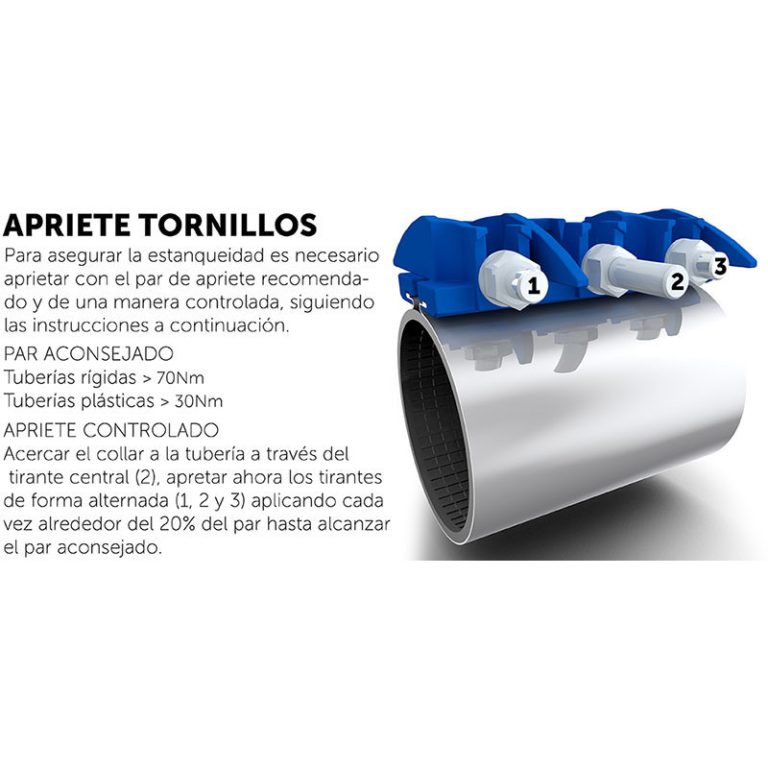 APRIETE TORNILLOS
Para asegurar la estanqueidad es necesario
aprietar con el par de apriete recomenda-
do y de una manera controlada, siguiendo
las instrucciones a continuación.
PAR ACONSEJADO
Tuberías rígidas > 70Nm
Tuberías plásticas > 30Nm
APRIETE CONTROLADO
Acercar el collar a la tubería a través del
tirante central (2), apretar ahora los tirantes
de forma alternada (1, 2 y 3) aplicando cada
vez alrededor del 20% del par hasta alcanzar
el par aconsejado.
1
2
3